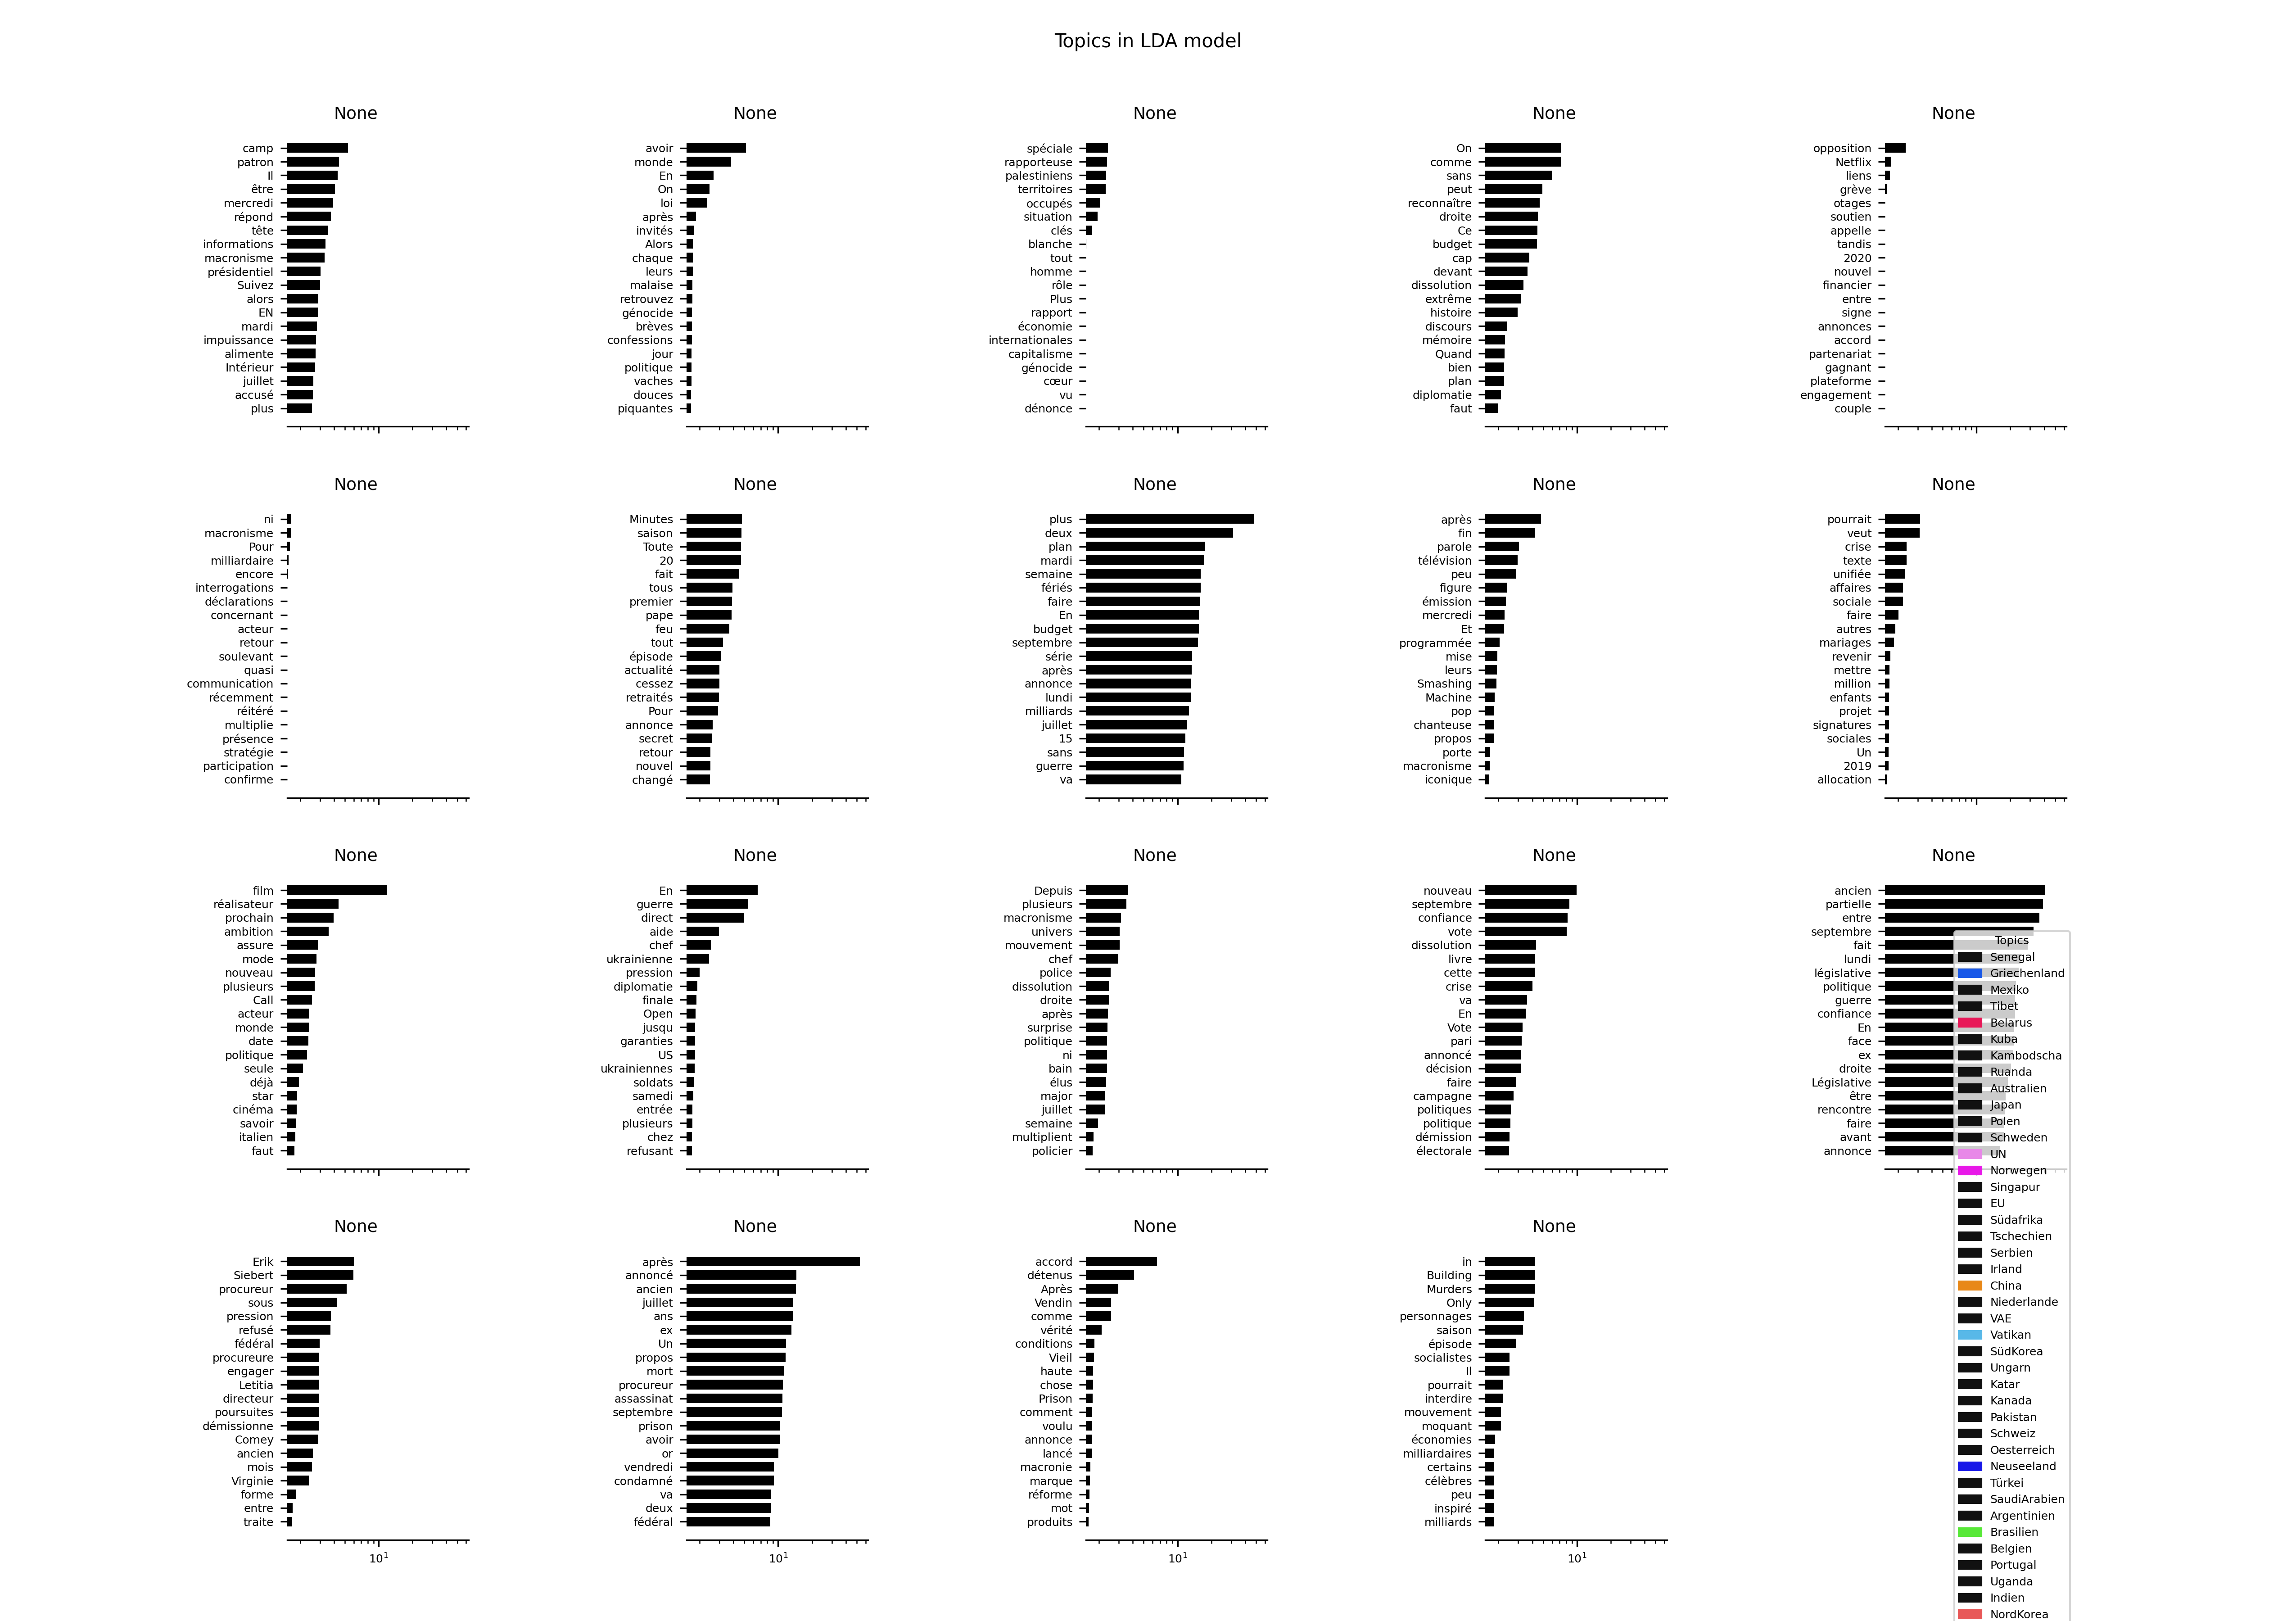 Topics in LDA model
None
camp
patron
Il
être
mercredi
répond
tête
informations
macronisme
présidentiel
Suivez
alors
EN
mardi
impuissance
alimente
Intérieur
juillet
accusé
plus
None
avoir
monde
En
On
loi
après
invités
Alors
chaque
leurs
malaise
retrouvez
génocide
brèves
confessions
jour
politique
vaches
douces
piquantes
None
spéciale
rapporteuse
palestiniens
territoires
occupés
situation
clés
blanche
tout
homme
rôle
Plus
rapport
économie
internationales
capitalisme
génocide
cœur
vu
dénonce
None
On
comme
sans
peut
reconnaître
droite
Ce
budget
cap
devant
dissolution
extrême
histoire
discours
mémoire
Quand
bien
plan
diplomatie
faut
None
opposition
Netflix
liens
grève
otages
soutien
appelle
tandis
2020
nouvel
financier
entre
signe
annonces
accord
partenariat
gagnant
plateforme
engagement
couple
None
ni
macronisme
Pour
milliardaire
encore
interrogations
déclarations
concernant
acteur
retour
soulevant
quasi
communication
récemment
réitéré
multiplie
présence
stratégie
participation
confirme
None
Minutes
saison
Toute
20
fait
tous
premier
pape
feu
tout
épisode
actualité
cessez
retraités
Pour
annonce
secret
retour
nouvel
changé
None
plus
deux
plan
mardi
semaine
fériés
faire
En
budget
septembre
série
après
annonce
lundi
milliards
juillet
15
sans
guerre
va
None
après
fin
parole
télévision
peu
figure
émission
mercredi
Et
programmée
mise
leurs
Smashing
Machine
pop
chanteuse
propos
porte
macronisme
iconique
None
pourrait
veut
crise
texte
unifiée
affaires
sociale
faire
autres
mariages
revenir
mettre
million
enfants
projet
signatures
sociales
Un
2019
allocation
None
film
réalisateur
prochain
ambition
assure
mode
nouveau
plusieurs
Call
acteur
monde
date
politique
seule
déjà
star
cinéma
savoir
italien
faut
None
En
guerre
direct
aide
chef
ukrainienne
pression
diplomatie
finale
Open
jusqu
garanties
US
ukrainiennes
soldats
samedi
entrée
plusieurs
chez
refusant
None
Depuis
plusieurs
macronisme
univers
mouvement
chef
police
dissolution
droite
après
surprise
politique
ni
bain
élus
major
juillet
semaine
multiplient
policier
None
nouveau
septembre
confiance
vote
dissolution
livre
cette
crise
va
En
Vote
pari
annoncé
décision
faire
campagne
politiques
politique
démission
électorale
None
ancien
partielle
entre
septembre
fait
lundi
législative
politique
guerre
confiance
En
face
ex
droite
Législative
être
rencontre
faire
avant
annonce
None
Erik
Siebert
procureur
sous
pression
refusé
fédéral
procureure
engager
Letitia
directeur
poursuites
démissionne
Comey
ancien
mois
Virginie
forme
entre
traite
10¹
None
après
annoncé
ancien
juillet
ans
ex
Un
propos
mort
procureur
assassinat
septembre
prison
avoir
or
vendredi
condamné
va
deux
fédéral
10¹
None
accord
détenus
Après
Vendin
comme
vérité
conditions
Vieil
haute
chose
Prison
comment
voulu
annonce
lancé
macronie
marque
réforme
mot
produits
10¹
None
in
Building
Murders
Only
personnages
saison
épisode
socialistes
Il
pourrait
interdire
mouvement
moquant
économies
milliardaires
certains
célèbres
peu
inspiré
milliards
10¹
Topics
Senegal
Griechenland
Mexiko
Tibet
Belarus
Kuba
Kambodscha
Ruanda
Australien
Japan
Polen
Schweden
UN
Norwegen
Singapur
EU
Südafrika
Tschechien
Serbien
Irland
China
Niederlande
VAE
Vatikan
SüdKorea
Ungarn
Katar
Kanada
Pakistan
Schweiz
Oesterreich
Neuseeland
Türkei
SaudiArabien
Argentinien
Brasilien
Belgien
Portugal
Uganda
Indien
NordKorea